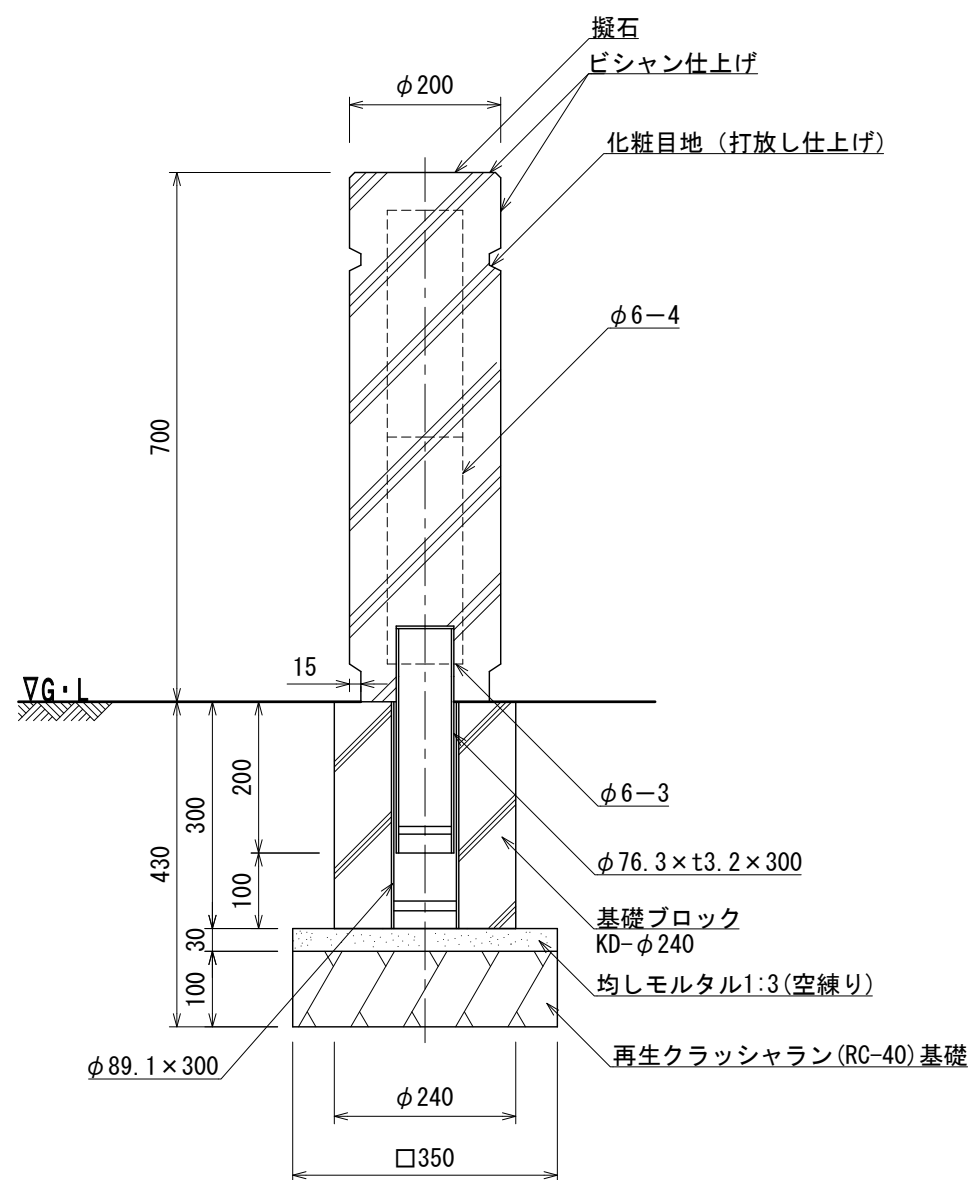 擬石
ビシャン仕上げ
φ200
化粧目地（打放し仕上げ）
φ6−4
700
15
▽G・L
200
300
430
φ6−3
100
φ76.3×t3.2×300
基礎ブロック
KD-φ240
30
均しモルタル1:3(空練り)
100
再生クラッシャラン(RC-40)基礎
φ89.1×300
φ240
□350